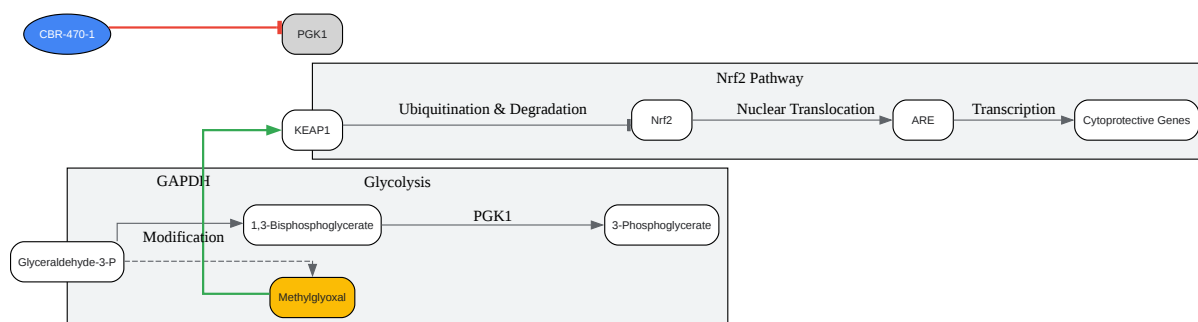 CBR-470-1
PGK1
Nrf2 Pathway
Ubiquitination & Degradation
Nuclear Translocation
Transcription
KEAP1
Nrf2
ARE
Cytoprotective Genes
GAPDH
Glycolysis
1,3-Bisphosphoglycerate
PGK1
3-Phosphoglycerate
Modification
Glyceraldehyde-3-P
Methylglyoxal